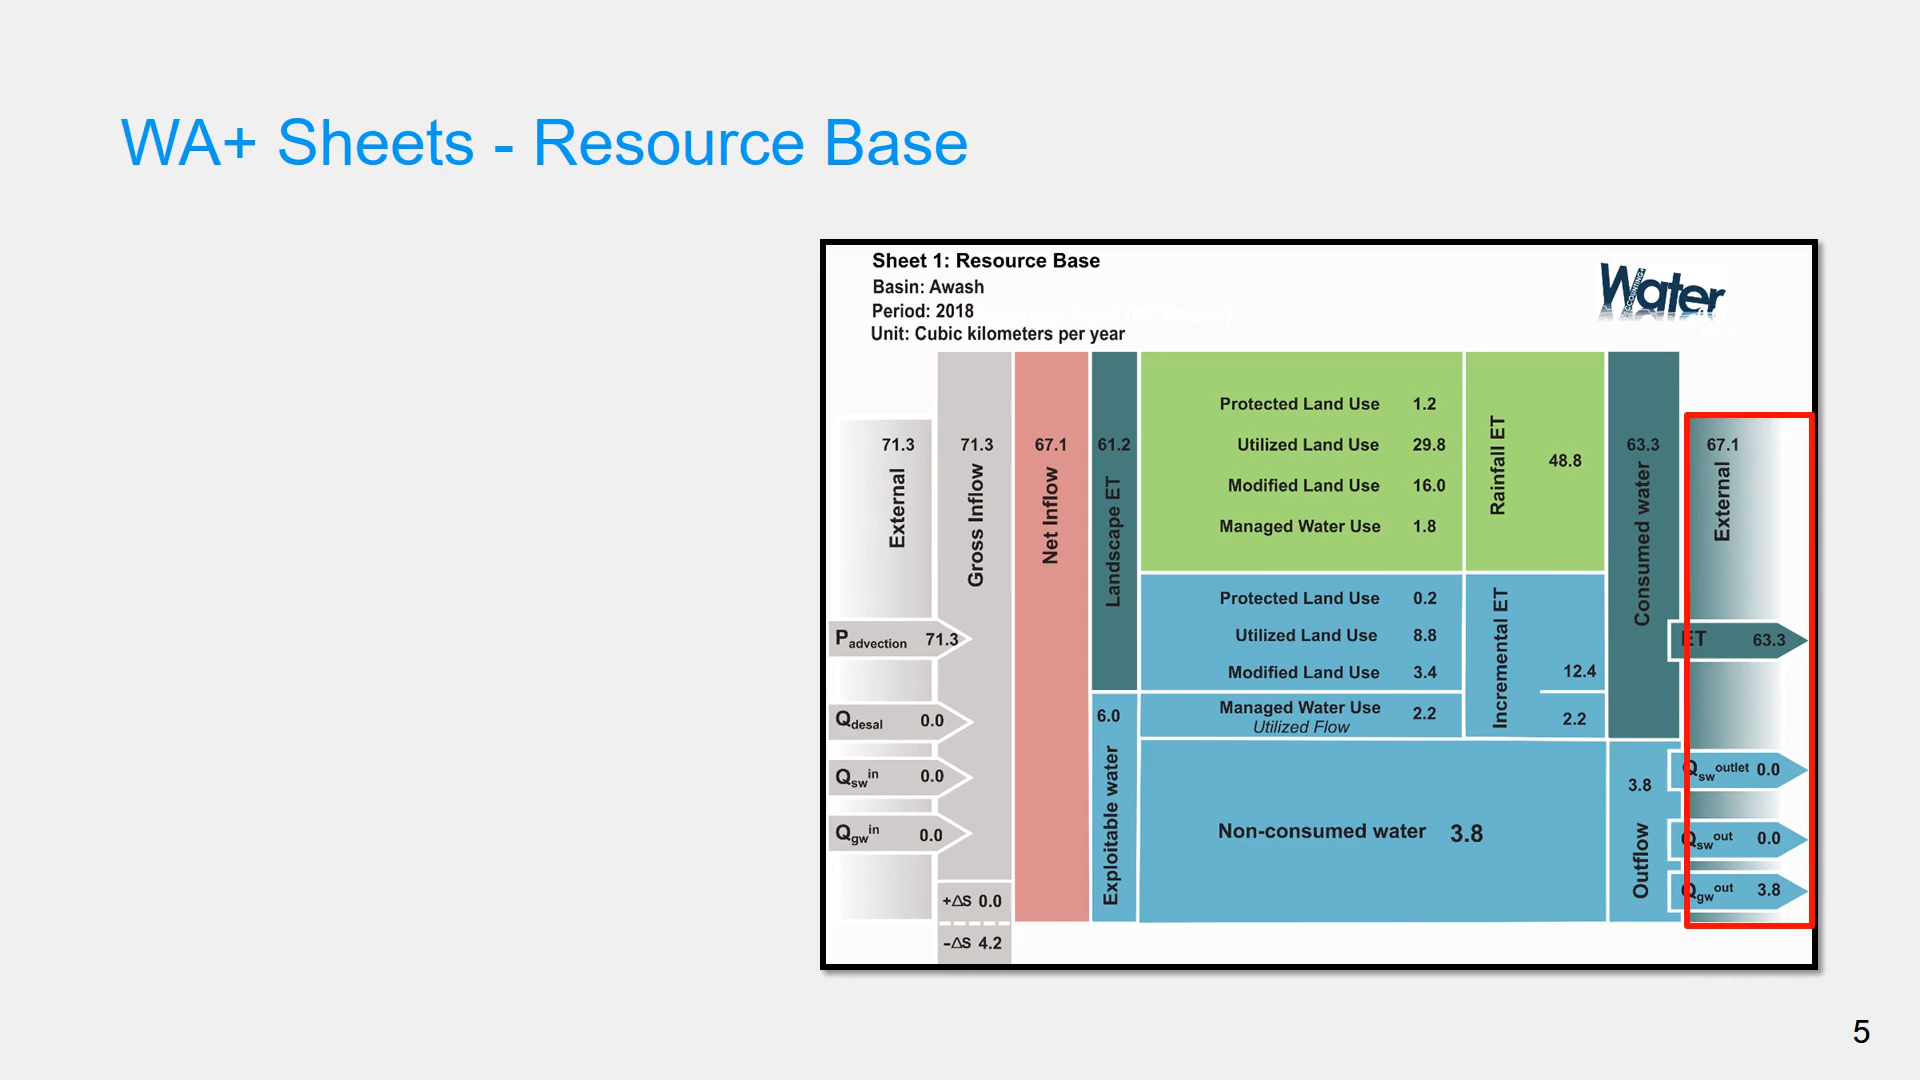 WA+ Sheets - Resource Base
Sheet 1: Resource Base
Basin: Awash
Period: 2018
Unit: Cubic kilometers per year
Water
71.3
External
71.3
Gross Inflow
67.1
Net Inflow
61.2
Landscape ET
Protected Land Use 1.2
Utilized Land Use 29.8
Modified Land Use 16.0
Managed Water Use 1.8
Rainfall ET
48.8
63.3
Consumed water
67.1
External
Protected Land Use 0.2
Utilized Land Use 8.8
Modified Land Use 3.4
Incremental ET
12.4
Managed Water Use 2.2
Utilized Flow
2.2
P advection 71.3
Q desal 0.0
Q sw in 0.0
Q gw in 0.0
+ΔS 0.0
−ΔS 4.2
6.0
Exploitable water
Non-consumed water 3.8
3.8
Outflow
ET 63.3
Q sw outlet 0.0
Q sw out 0.0
Q gw out 3.8
5